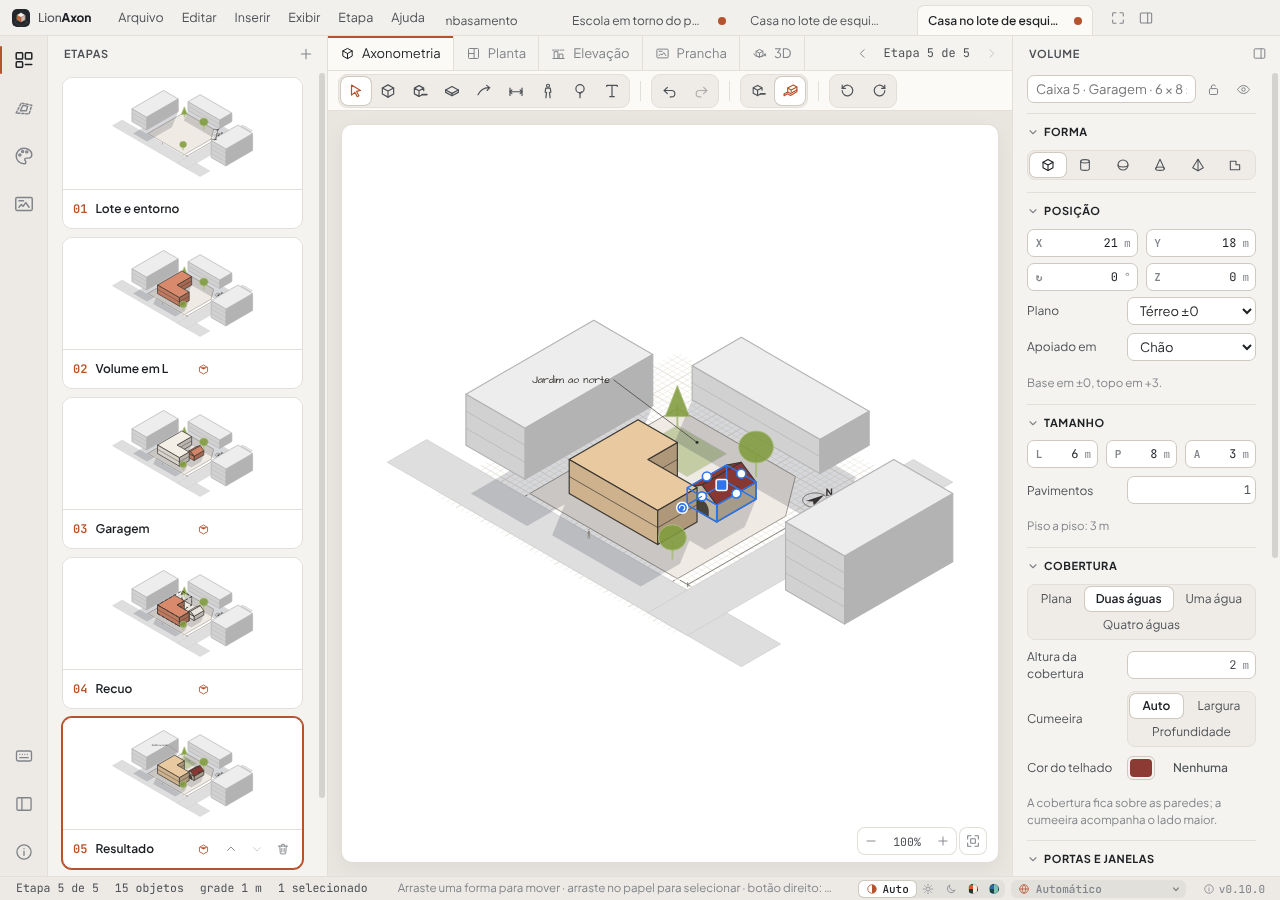 LionAxon Arquivo Editar Inserir Exibir Etapa Ajuda nbasamento Escola em torno do p... Casa no lote de esqui... Casa no lote de esqui...
ETAPAS
Axonometria Planta Elevação Prancha 3D Etapa 5 de 5
01 Lote e entorno
02 Volume em L
03 Garagem
04 Recuo
05 Resultado
Jardim ao norte
N
100%
VOLUME
Caixa 5 · Garagem · 6 × 8
FORMA
POSIÇÃO
X 21 m Y 18 m
↻ 0 ° Z 0 m
Plano Térreo ±0
Apoiado em Chão
Base em ±0, topo em +3.
TAMANHO
L 6 m P 8 m A 3 m
Pavimentos 1
Piso a piso: 3 m
COBERTURA
Plana Duas águas Uma água
Quatro águas
Altura da cobertura 2 m
Cumeeira Auto Largura
Profundidade
Cor do telhado Nenhuma
A cobertura fica sobre as paredes; a
cumeeira acompanha o lado maior.
PORTAS E JANELAS
Etapa 5 de 5 15 objetos grade 1 m 1 selecionado Arraste uma forma para mover · arraste no papel para selecionar · botão direito: ... Auto Automático v0.10.0